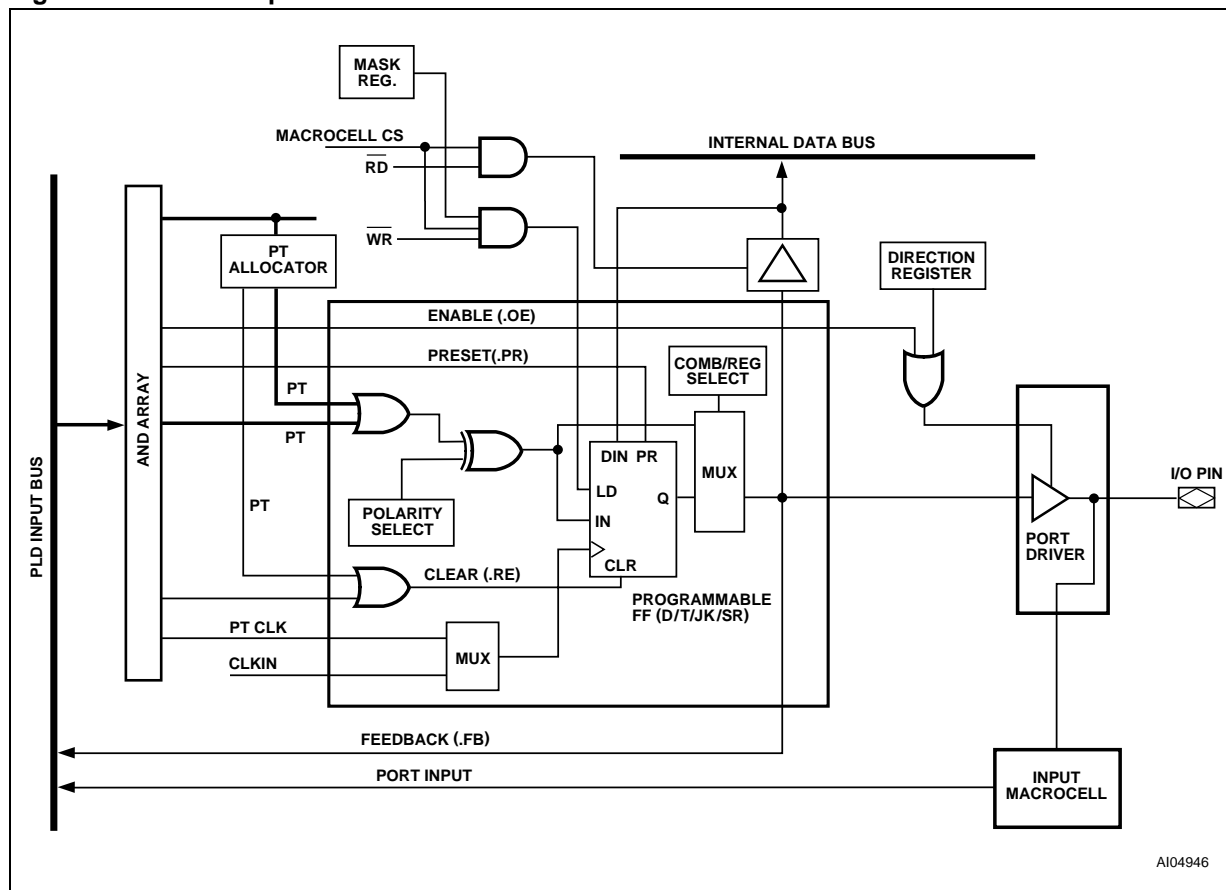 MASK
REG.
MACROCELL CS
RD
WR
INTERNAL DATA BUS
PT
ALLOCATOR
DIRECTION
REGISTER
ENABLE (.OE)
PRESET(.PR)
COMB/REG
SELECT
PT
PT
PT
AND ARRAY
PLD INPUT BUS
POLARITY
SELECT
DIN PR
LD
IN
Q
CLR
MUX
CLEAR (.RE)
PROGRAMMABLE
FF (D/T/JK/SR)
PT CLK
CLKIN
MUX
I/O PIN
PORT
DRIVER
FEEDBACK (.FB)
PORT INPUT
INPUT
MACROCELL
AI04946